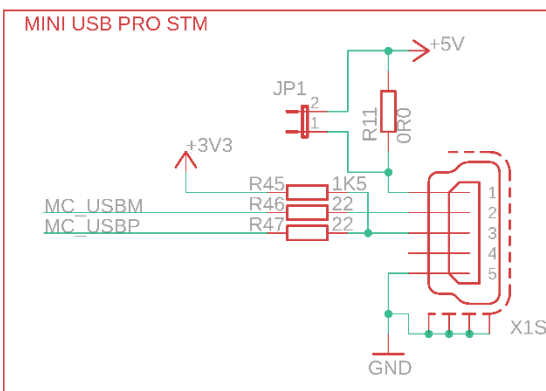 MINI USB PRO STM
+5V
JP1
2
1
R11
0R0
+3V3
R45 1K5
R46 22
R47 22
MC_USBM
MC_USBP
1
2
3
4
5
X1S
GND